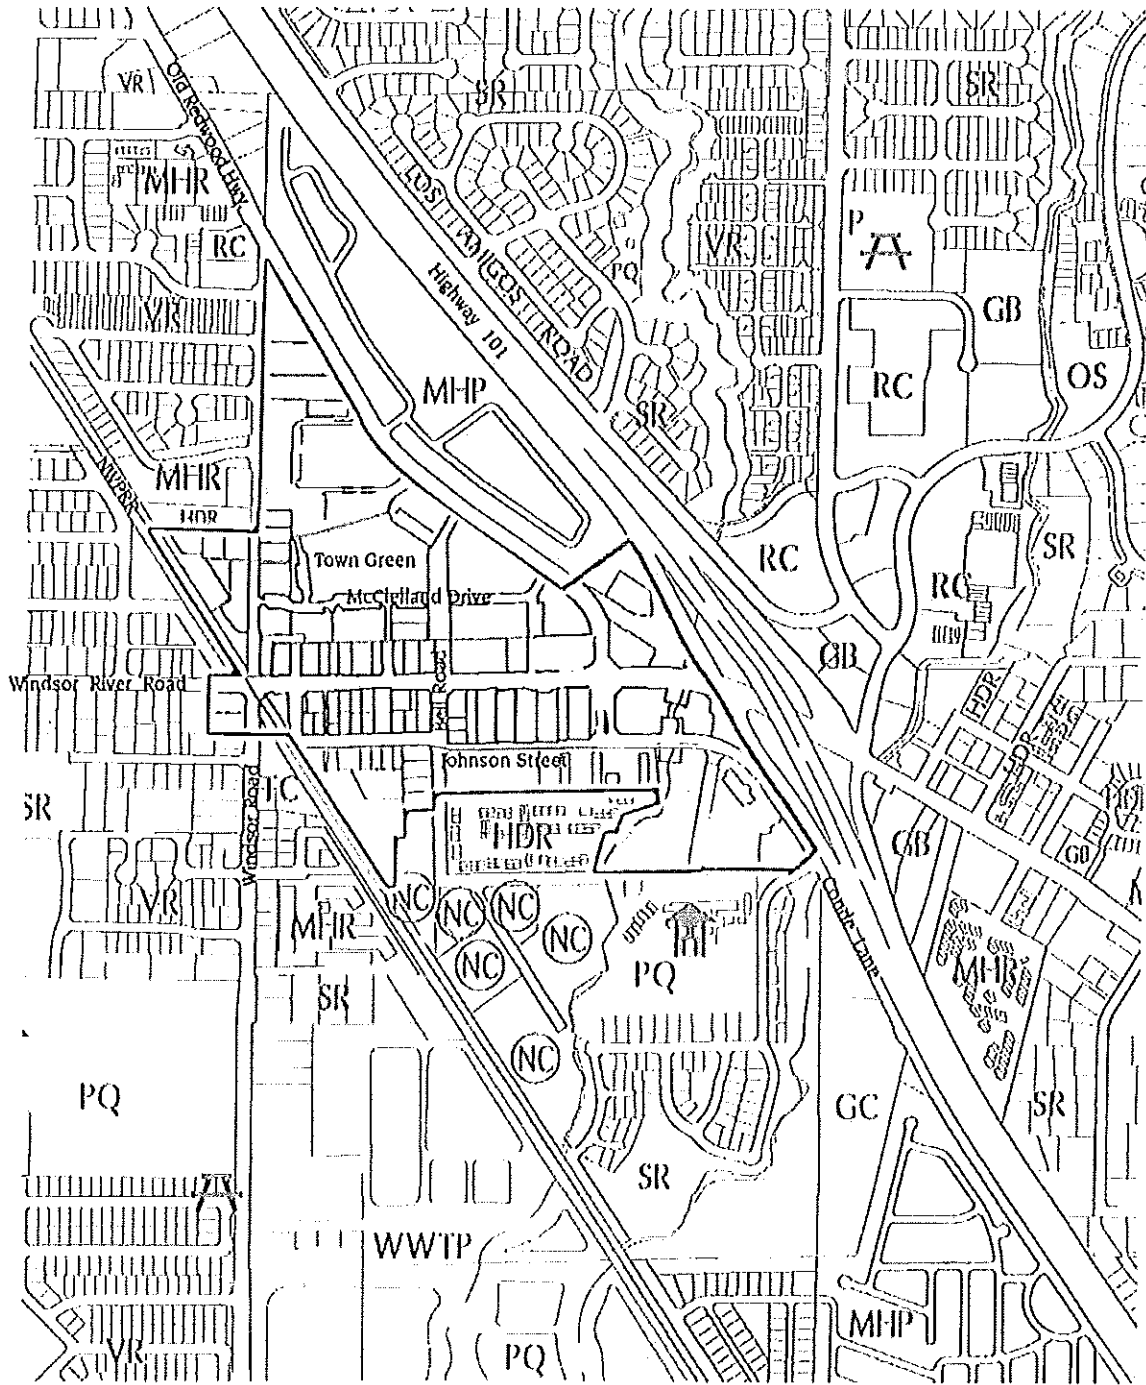 SR
SR
VR
Old Redwood Hwy
MHR
LOS AMIGOS ROAD
P
RC
VR
PQ
Highway 101
GB
VR
MHP
RC
OS
SR
MHR
NWPRR
HDR
SR
Town Green
RC
RC
McClelland Drive
GB
Windsor River Road
Bell Road
HDR
Johnson Street
TC
SR
Windsor Road
HDR
GB
GO
VR
NC
NC
NC
Conde Lane
MHR
NC
NC
PQ
MHR
SR
NC
PQ
GC
SR
SR
WWTP
MHP
VR
PQ